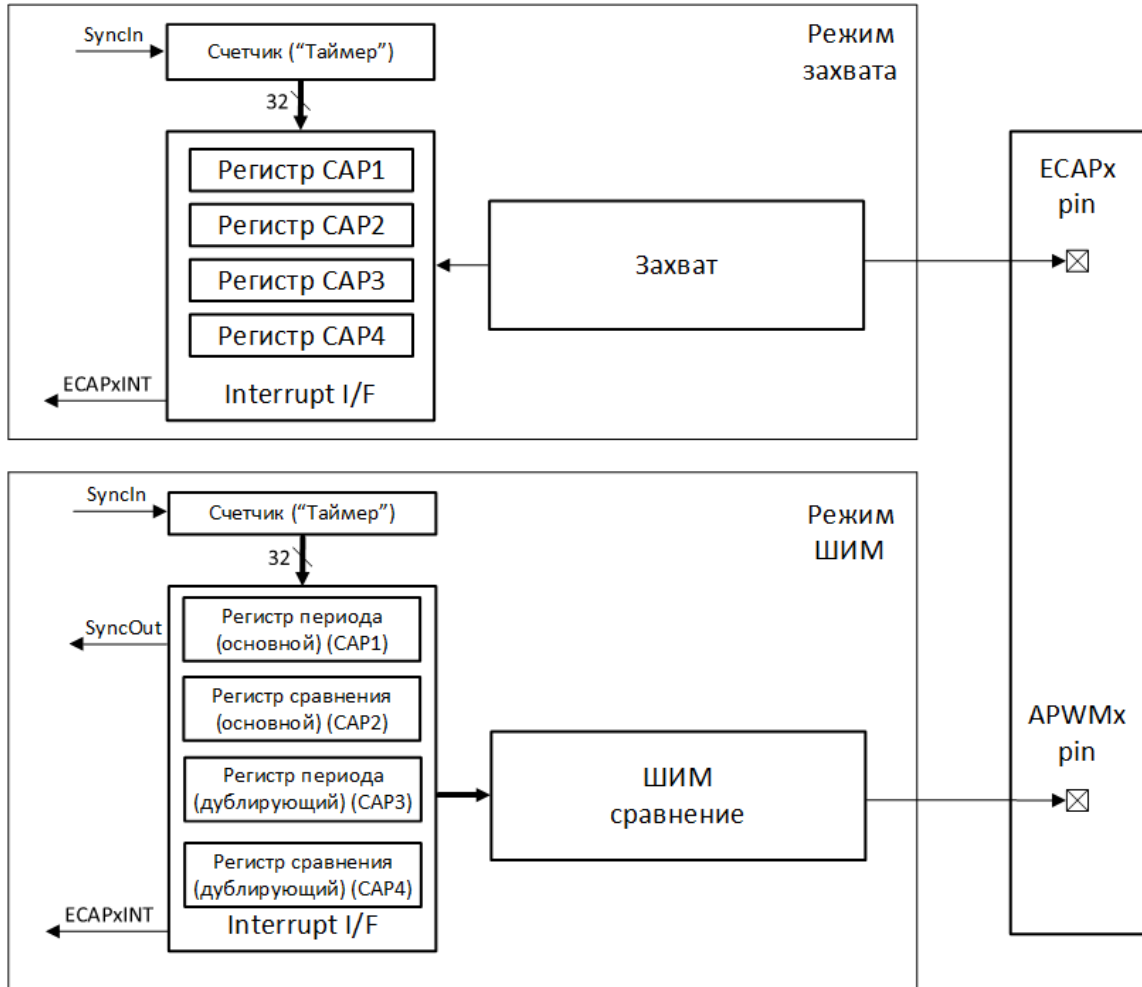 SyncIn
Счетчик (“Таймер”)
Режим
захвата
32
Регистр CAP1
Регистр CAP2
Регистр CAP3
Регистр CAP4
Interrupt I/F
ECAPxINT
Захват
ECAPx
pin
SyncIn
Счетчик (“Таймер”)
Режим
ШИМ
32
SyncOut
Регистр периода
(основной) (CAP1)
Регистр сравнения
(основной) (CAP2)
Регистр периода
(дублирующий) (CAP3)
Регистр сравнения
(дублирующий) (CAP4)
Interrupt I/F
ECAPxINT
ШИМ
сравнение
APWMx
pin